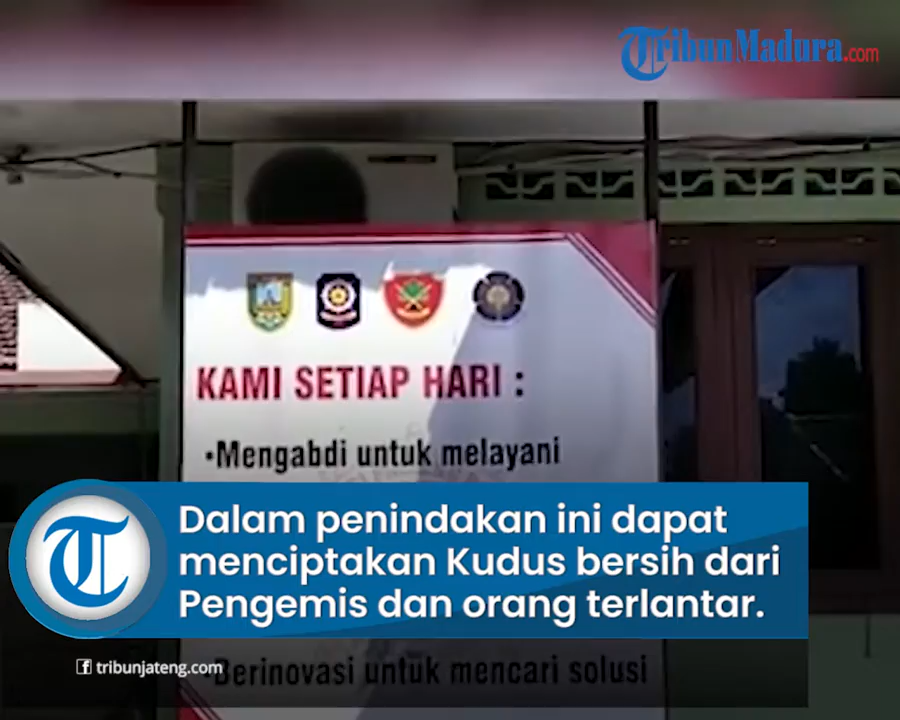 TribunMadura.com
KAMI SETIAP HARI :
•Mengabdi untuk melayani
Dalam penindakan ini dapat
menciptakan Kudus bersih dari
Pengemis dan orang terlantar.
tribunjateng.com
•Berinovasi untuk mencari solusi